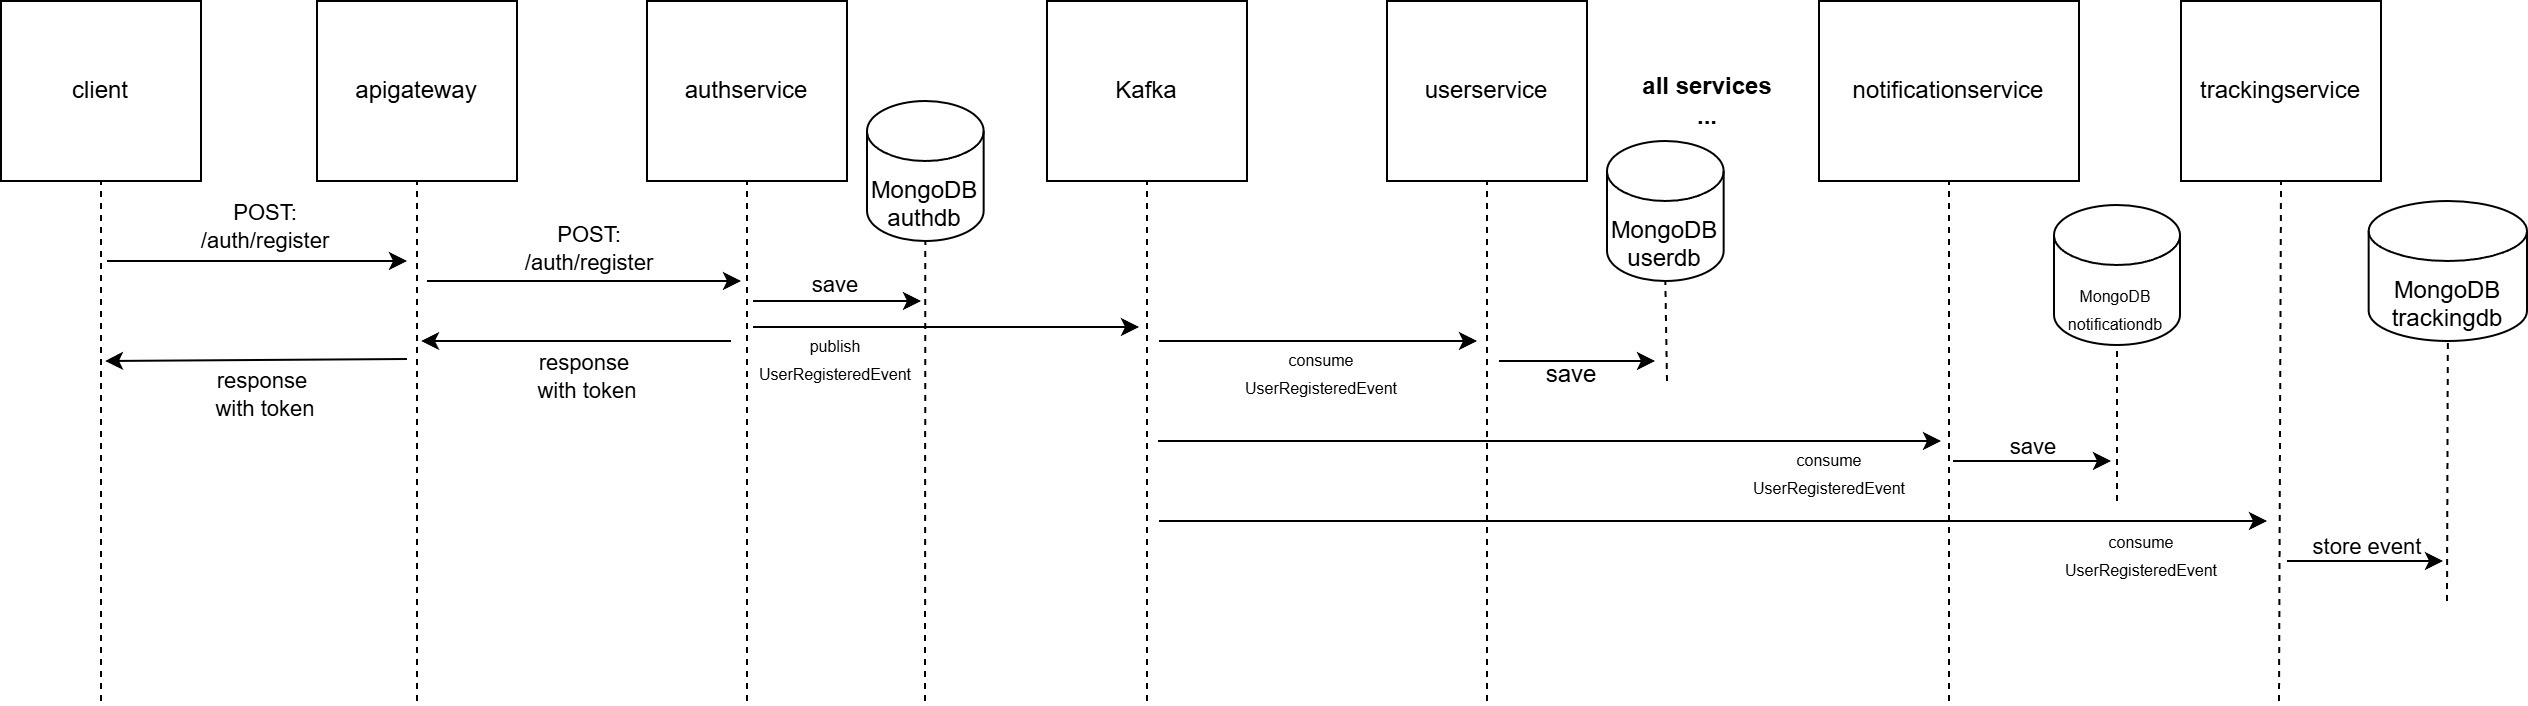 client
apigateway
authservice
MongoDB
authdb
Kafka
userservice
all services
...
MongoDB
userdb
notificationservice
MongoDB
notificationdb
trackingservice
MongoDB
trackingdb
POST:
/auth/register
POST:
/auth/register
save
publish
UserRegisteredEvent
response
with token
response
with token
consume
UserRegisteredEvent
save
consume
UserRegisteredEvent
save
consume
UserRegisteredEvent
store event